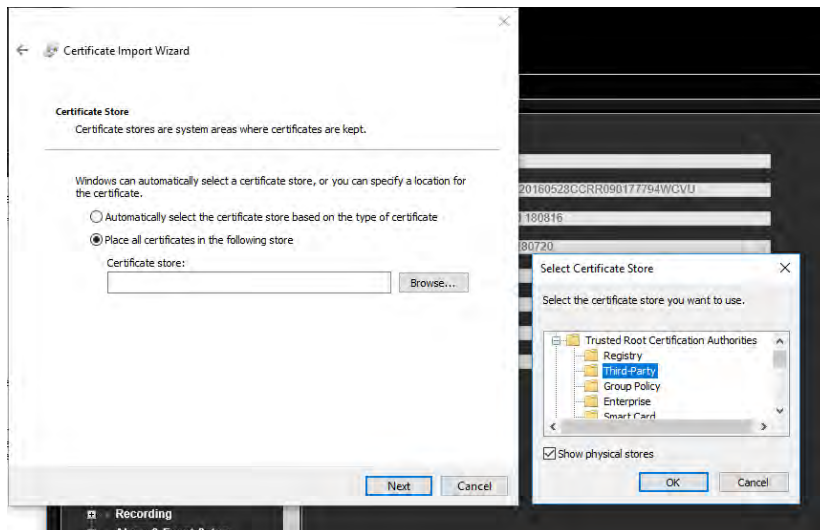 Certificate Import Wizard
Certificate Store
Certificate stores are system areas where certificates are kept.
Windows can automatically select a certificate store, or you can specify a location for
the certificate.
Automatically select the certificate store based on the type of certificate
Place all certificates in the following store
Certificate store:
Browse...
Next
Cancel
20160528CCRR090177794WCVU
180816
80720
Select Certificate Store
Select the certificate store you want to use.
Trusted Root Certification Authorities
Registry
Third-Party
Group Policy
Enterprise
Smart Card
Show physical stores
OK
Cancel
Recording